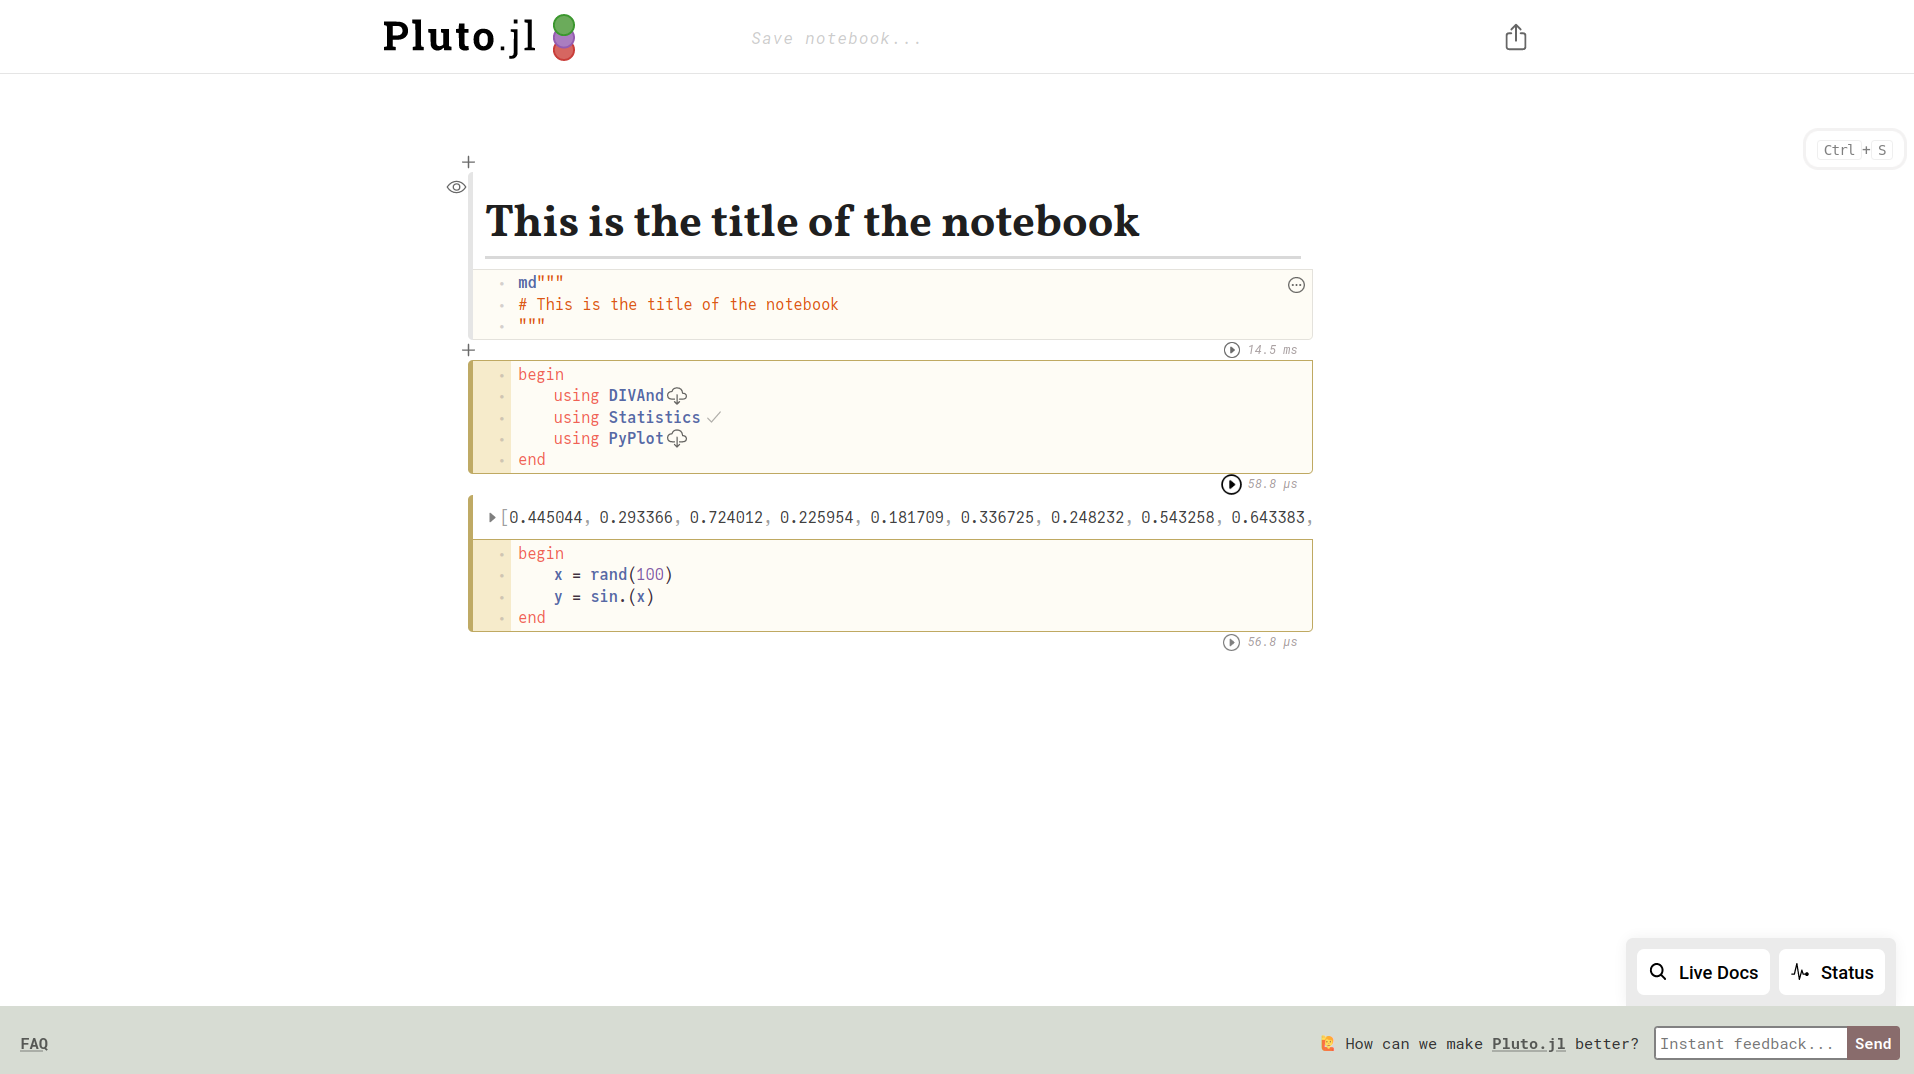 Pluto.jl
Save notebook...
Ctrl + S
This is the title of the notebook
md"""
# This is the title of the notebook
"""
14.5 ms
begin
using DIVAnd
using Statistics
using PyPlot
end
58.8 μs
[0.445044, 0.293366, 0.724012, 0.225954, 0.181709, 0.336725, 0.248232, 0.543258, 0.643383,
begin
x = rand(100)
y = sin.(x)
end
56.8 μs
Live Docs
Status
FAQ
How can we make Pluto.jl better?
Instant feedback...
Send